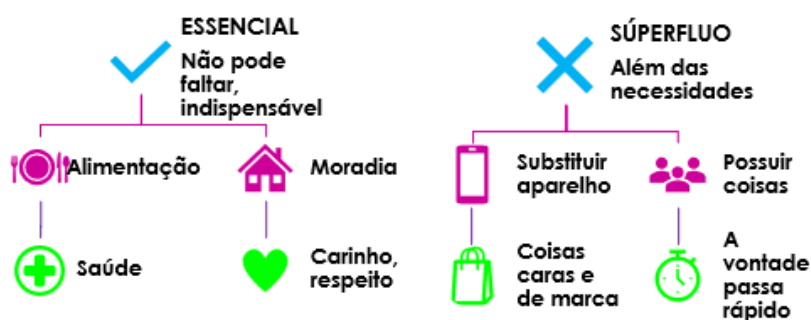 ESSENCIAL
Não pode
faltar,
indispensável
Alimentação
Moradia
Saúde
Carinho,
respeito
SÚPERFLUO
Além das
necessidades
Substituir
aparelho
Possuir
coisas
Coisas
caras e
de marca
A
vontade
passa
rápido